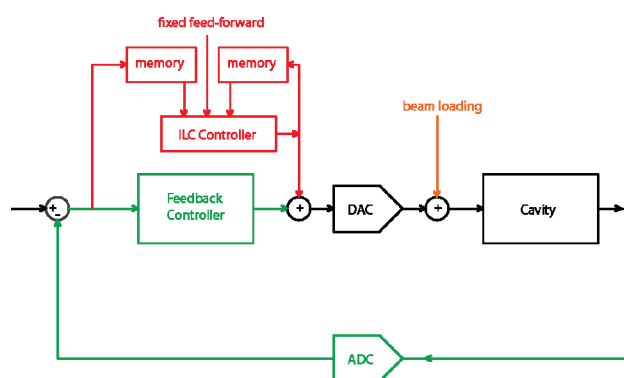 fixed feed-forward
memory
memory
beam loading
ILC Controller
+
-
Feedback
Controller
+
DAC
+
Cavity
ADC